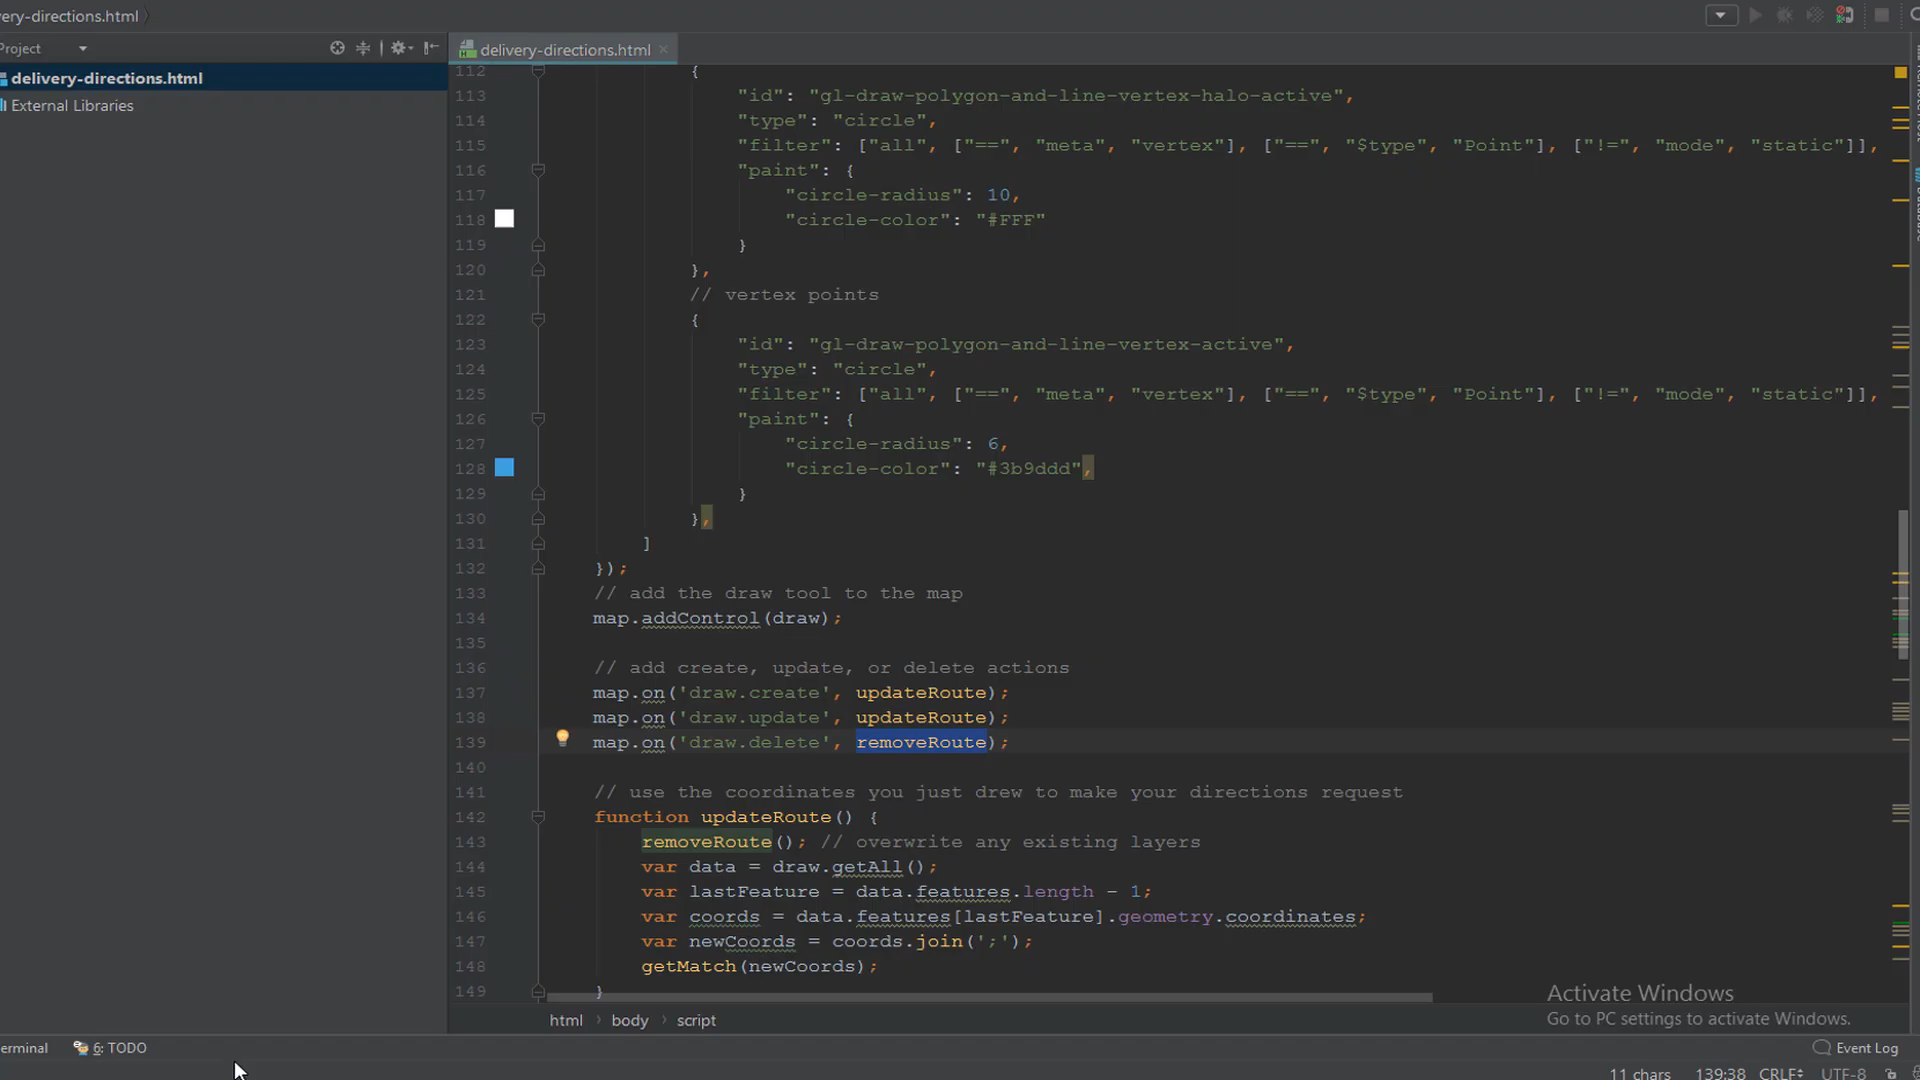 very-directions.html
Project
delivery-directions.html
delivery-directions.html
External Libraries
112 {
113 "id": "gl-draw-polygon-and-line-vertex-halo-active",
114 "type": "circle",
115 "filter": ["all", ["==", "meta", "vertex"], ["==", "$type", "Point"], ["!=", "mode", "static"]],
116 "paint": {
117 "circle-radius": 10,
118 "circle-color": "#FFF"
119 }
120 },
121 // vertex points
122 {
123 "id": "gl-draw-polygon-and-line-vertex-active",
124 "type": "circle",
125 "filter": ["all", ["==", "meta", "vertex"], ["==", "$type", "Point"], ["!=", "mode", "static"]],
126 "paint": {
127 "circle-radius": 6,
128 "circle-color": "#3b9ddd",
129 }
130 },
131 ]
132 });
133 // add the draw tool to the map
134 map.addControl(draw);
135
136 // add create, update, or delete actions
137 map.on('draw.create', updateRoute);
138 map.on('draw.update', updateRoute);
139 map.on('draw.delete', removeRoute);
140
141 // use the coordinates you just drew to make your directions request
142 function updateRoute() {
143 removeRoute(); // overwrite any existing layers
144 var data = draw.getAll();
145 var lastFeature = data.features.length - 1;
146 var coords = data.features[lastFeature].geometry.coordinates;
147 var newCoords = coords.join(';');
148 getMatch(newCoords);
149 }
Activate Windows
Go to PC settings to activate Windows.
html body script
erminal 6: TODO Event Log
11 chars 139:38 CRLF UTF-8